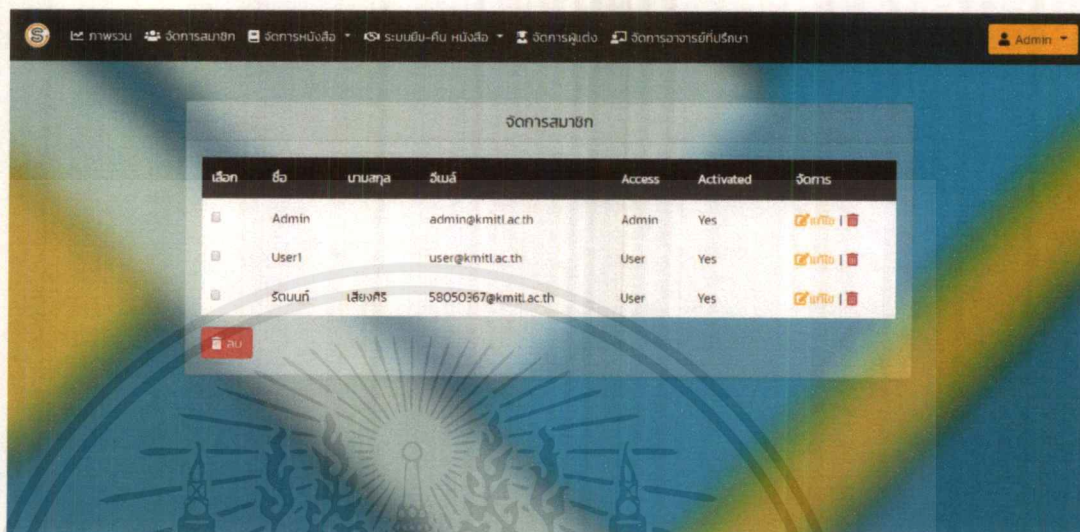 S ภาพรวม จัดการสมาชิก จัดการหนังสือ ระบบยืม-คืน หนังสือ จัดการผู้แต่ง จัดการอาจารย์ที่ปรึกษา Admin
จัดการสมาชิก
เลือก ชื่อ นามสกุล อีเมล์ Access Activated จัดการ
Admin admin@kmitl.ac.th Admin Yes แก้ไข |
User1 user@kmitl.ac.th User Yes แก้ไข |
รัตนนท์ เสียงศิริ 58050367@kmitl.ac.th User Yes แก้ไข |
ลบ